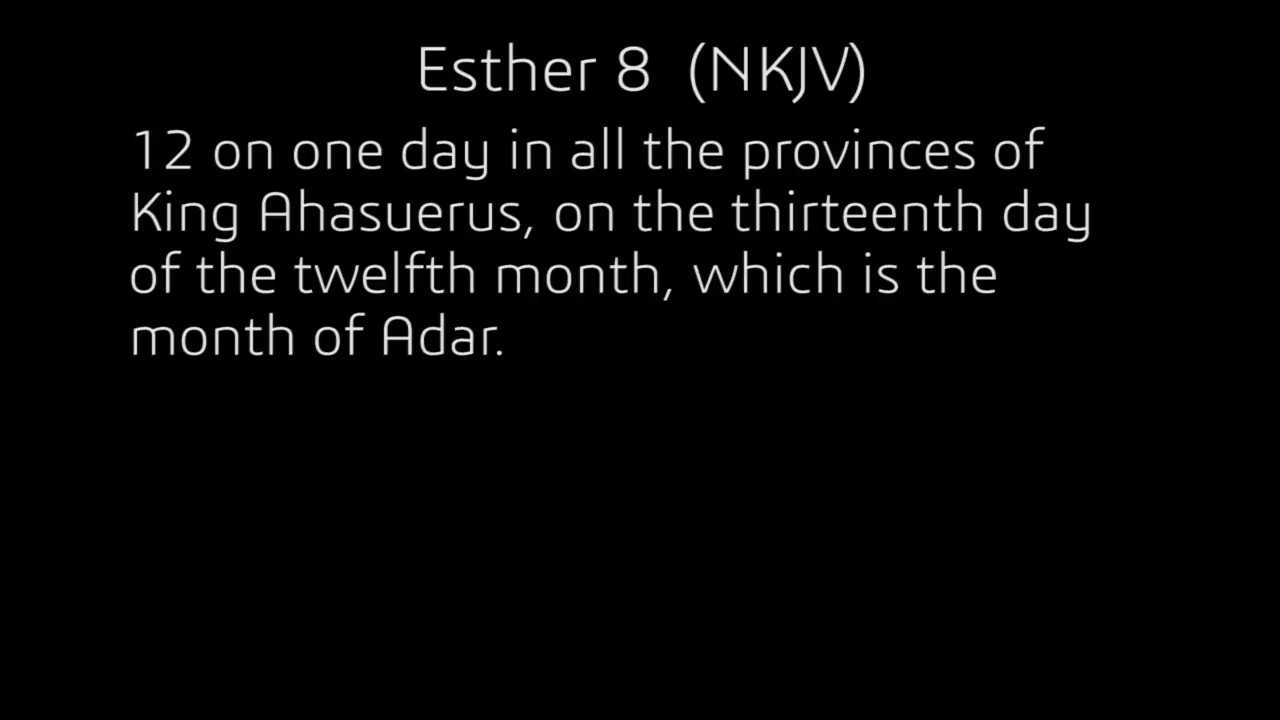 Esther 8 (NKJV)
12 on one day in all the provinces of
King Ahasuerus, on the thirteenth day
of the twelfth month, which is the
month of Adar.